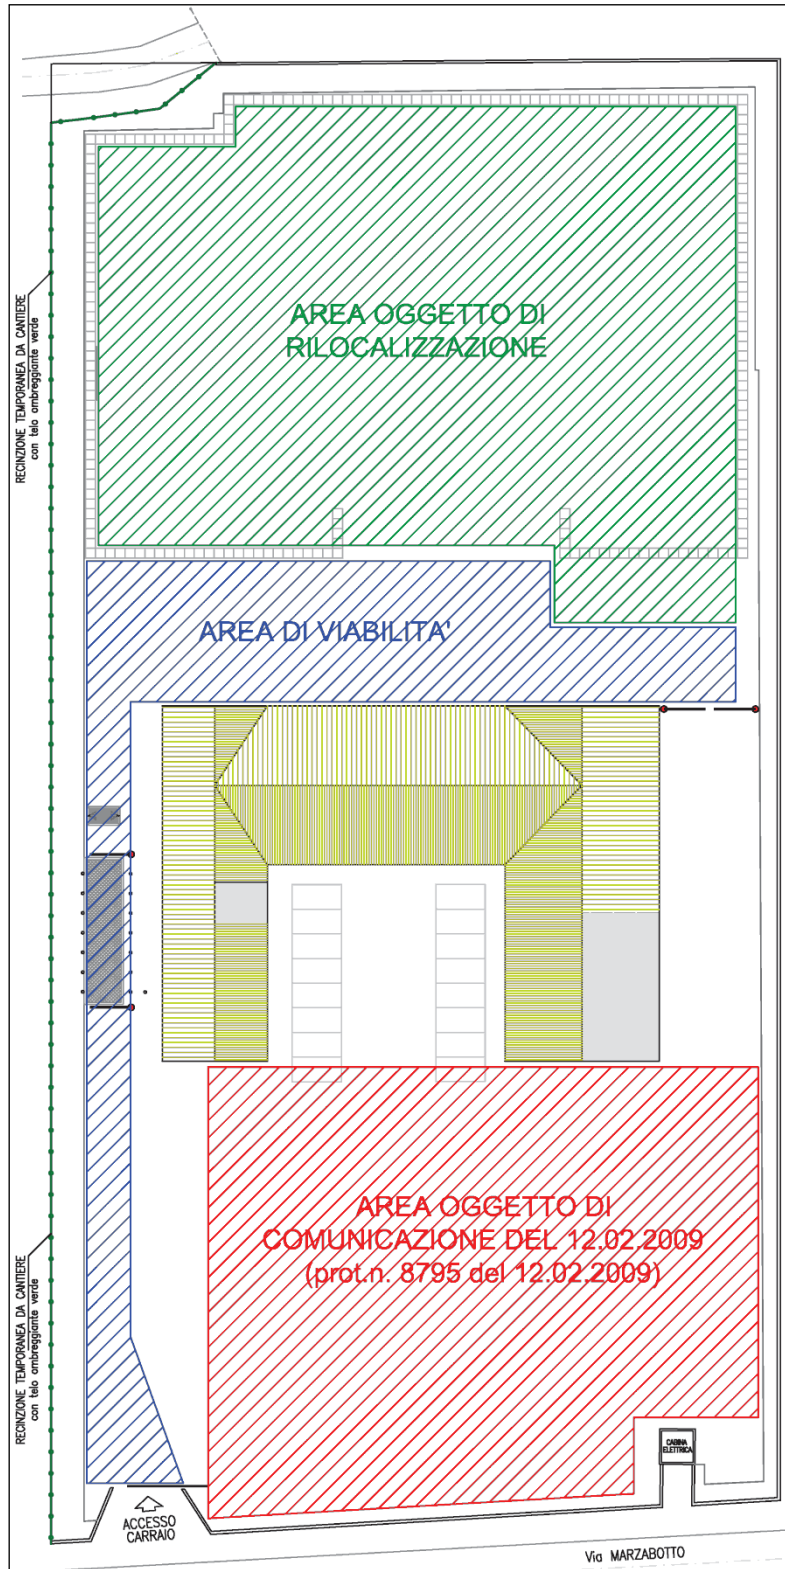 RECINZIONE TEMPORANEA DA CANTIERE
con telo ombreggiante verde
AREA OGGETTO DI
RILOCALIZZAZIONE
AREA DI VIABILITA'
AREA OGGETTO DI
COMUNICAZIONE DEL 12.02.2009
(prot.n. 8795 del 12.02.2009)
RECINZIONE TEMPORANEA DA CANTIERE
con telo ombreggiante verde
CABINA
ELETTRICA
ACCESSO
CARRAIO
Via MARZABOTTO